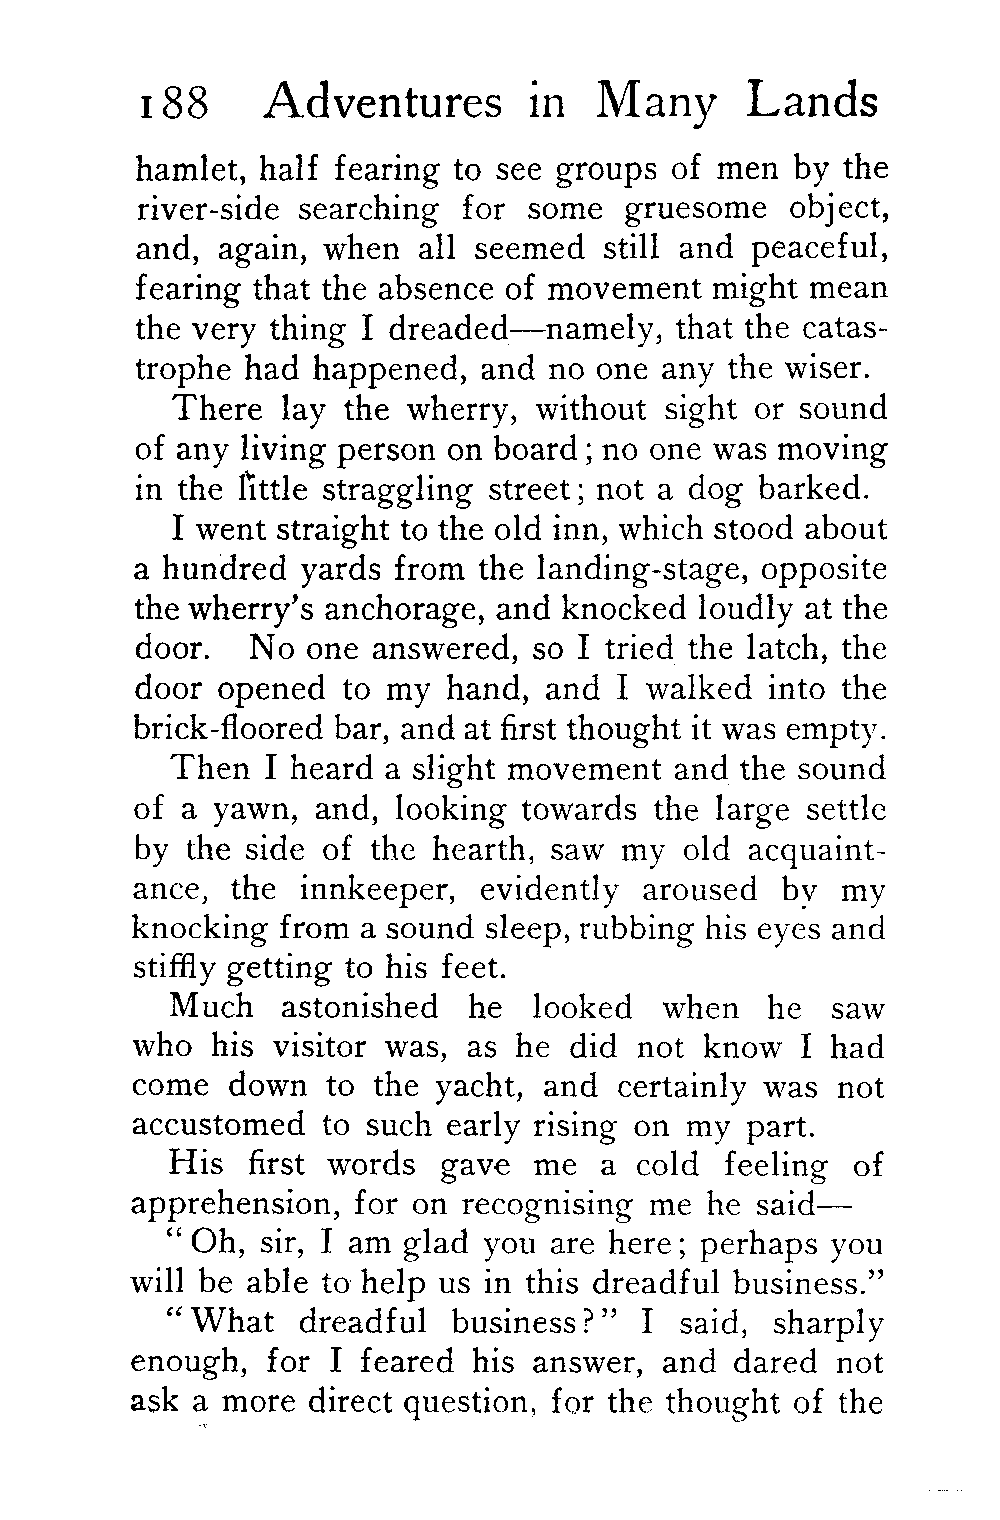 188 Adventures in Many Lands
hamlet, half fearing to see groups of men by the
river-side searching for some gruesome object,
and, again, when all seemed still and peaceful,
fearing that the absence of movement might mean
the very thing I dreaded—namely, that the catas-
trophe had happened, and no one any the wiser.
There lay the wherry, without sight or sound
of any living person on board; no one was moving
in the little straggling street; not a dog barked.
I went straight to the old inn, which stood about
a hundred yards from the landing-stage, opposite
the wherry's anchorage, and knocked loudly at the
door. No one answered, so I tried the latch, the
door opened to my hand, and I walked into the
brick-floored bar, and at first thought it was empty.
Then I heard a slight movement and the sound
of a yawn, and, looking towards the large settle
by the side of the hearth, saw my old acquaint-
ance, the innkeeper, evidently aroused by my
knocking from a sound sleep, rubbing his eyes and
stiffly getting to his feet.
Much astonished he looked when he saw
who his visitor was, as he did not know I had
come down to the yacht, and certainly was not
accustomed to such early rising on my part.
His first words gave me a cold feeling of
apprehension, for on recognising me he said—
"Oh, sir, I am glad you are here; perhaps you
will be able to help us in this dreadful business."
"What dreadful business?" I said, sharply
enough, for I feared his answer, and dared not
ask a more direct question, for the thought of the